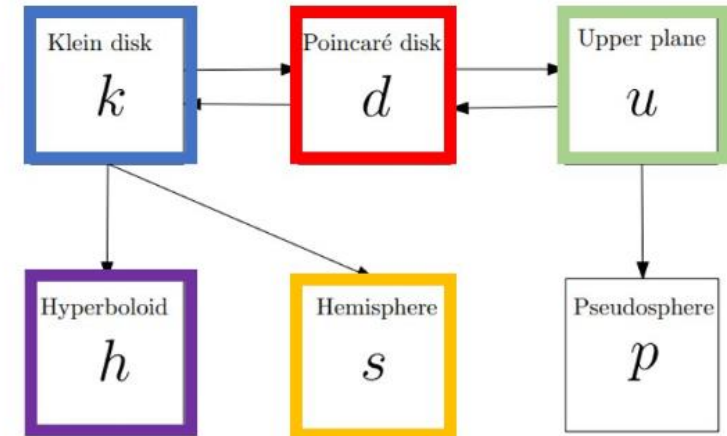 Klein disk
k
Poincaré disk
d
Upper plane
u
Hyperboloid
h
Hemisphere
s
Pseudosphere
p